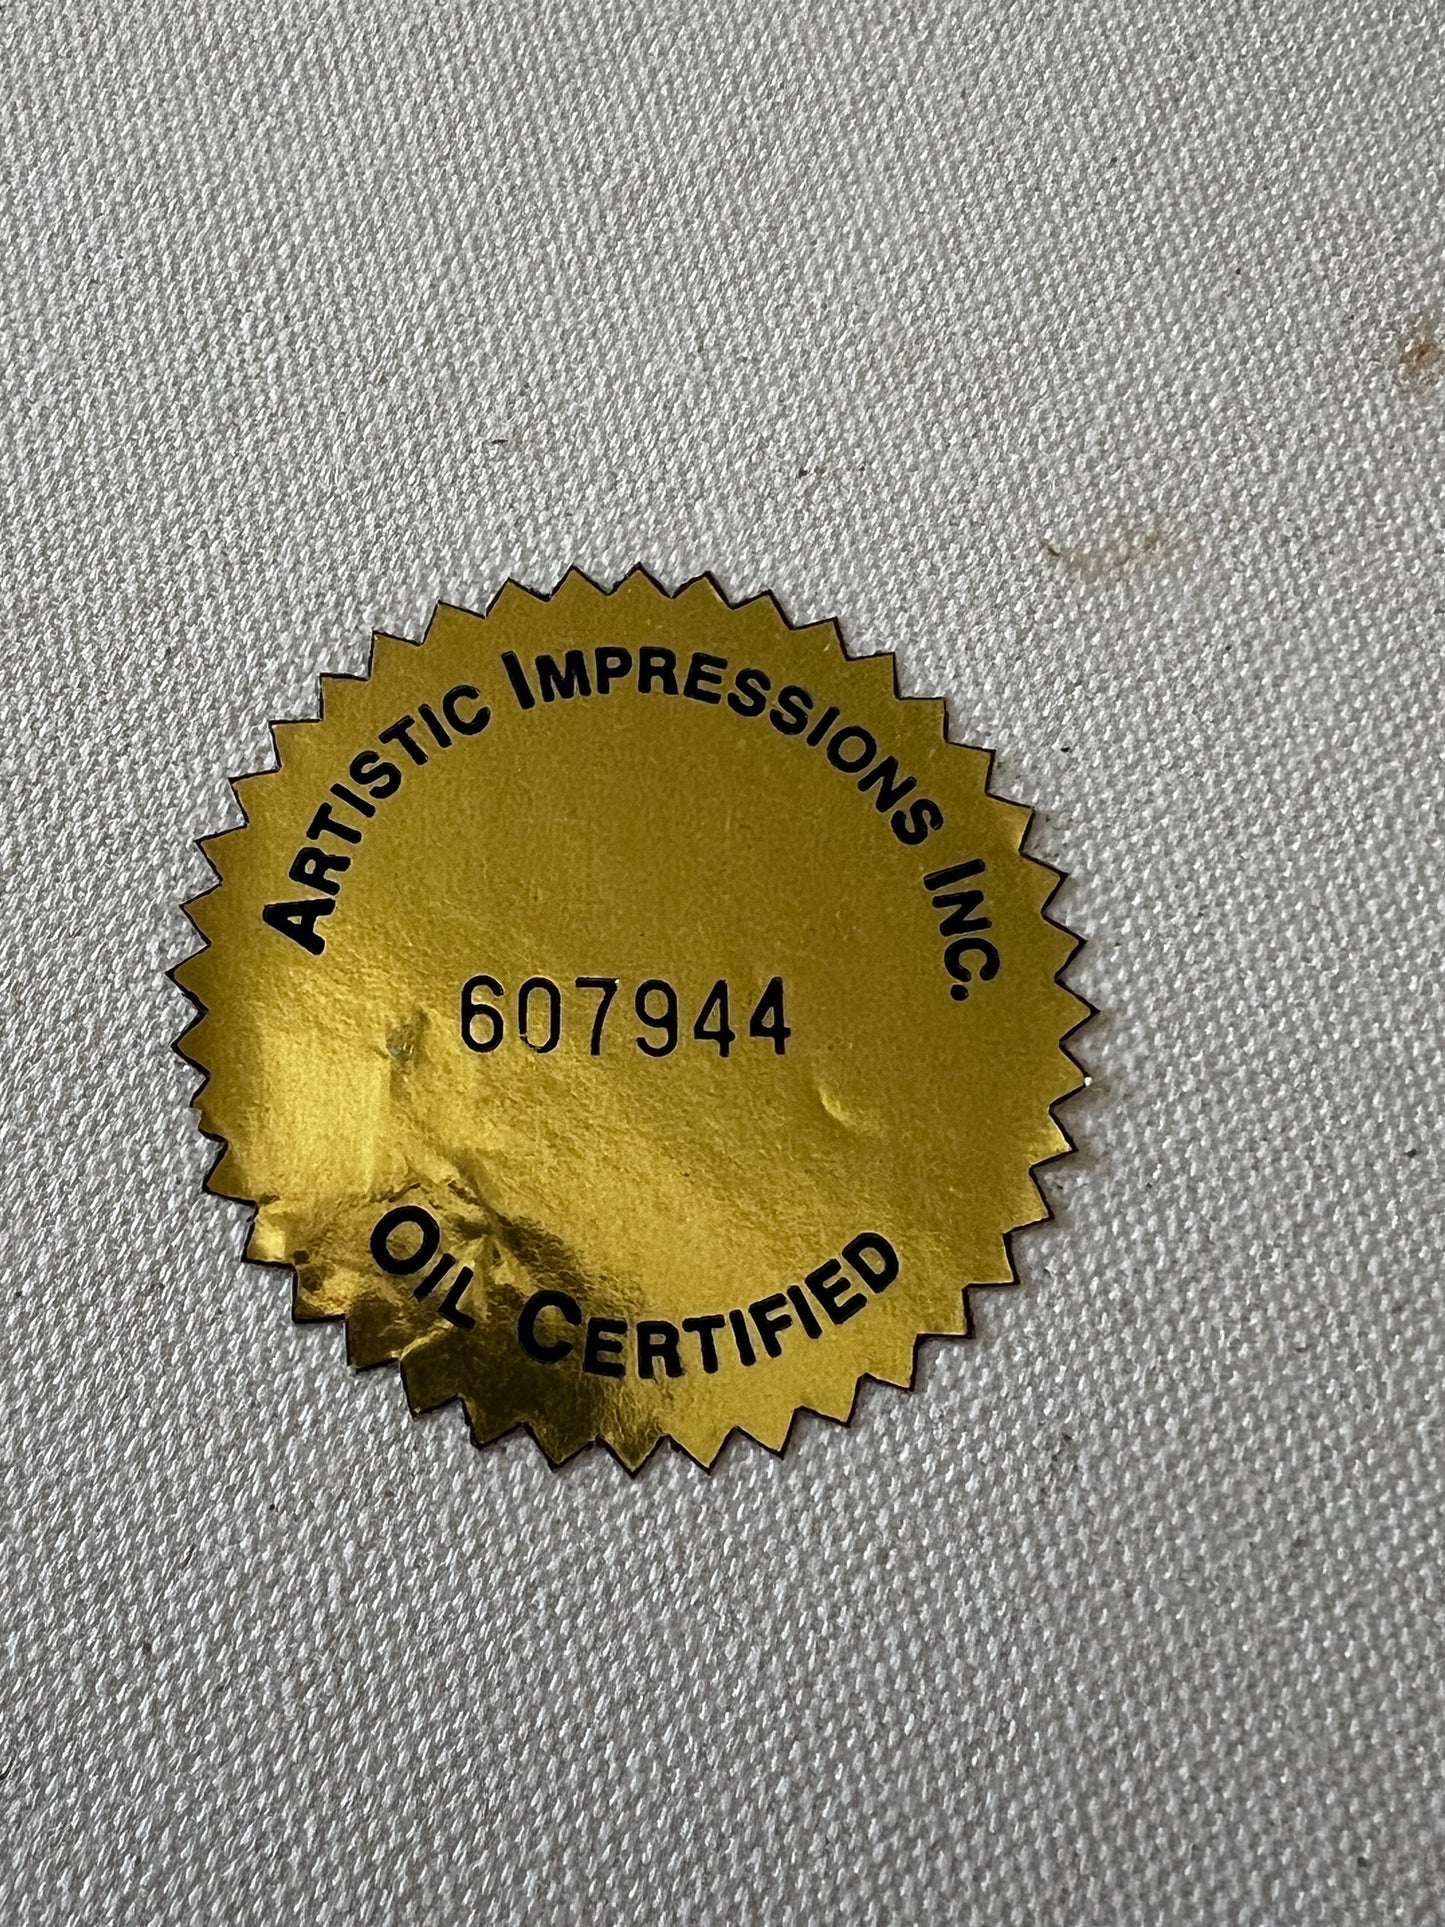 ARTISTIC IMPRESSIONS INC.
607944
OIL CERTIFIED